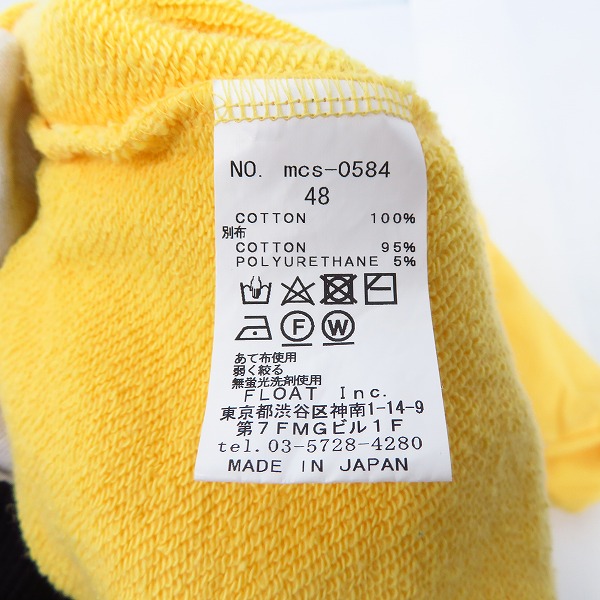 NO. mcs-0584
48
COTTON 100%
別布
COTTON 95%
POLYURETHANE 5%
F W
あて布使用
弱く絞る
無蛍光洗剤使用
FLOAT Inc.
東京都渋谷区神南1-14-9
第7FMGビル1F
tel.03-5728-4280
MADE IN JAPAN